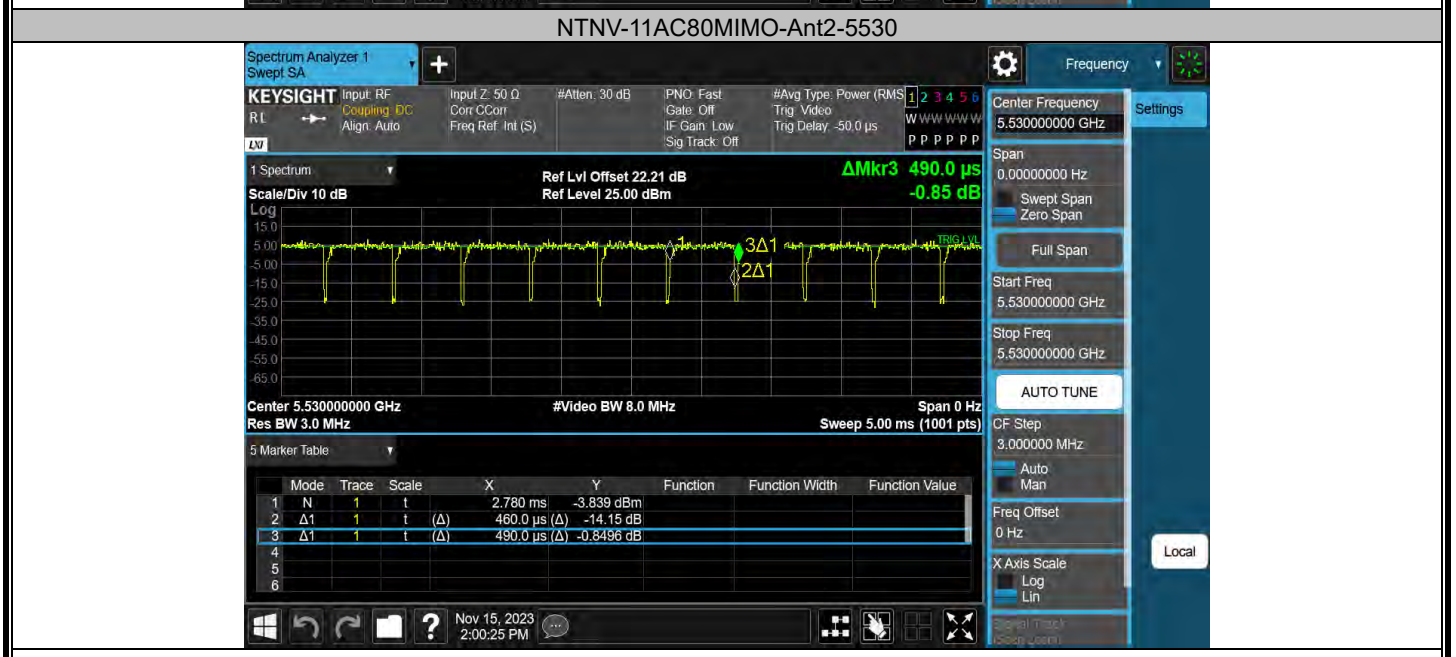 NTNV-11AC80MIMO-Ant2-5530
Spectrum Analyzer 1
Swept SA
+
Frequency
KEYSIGHT
RL
LXI
Input: RF
Coupling: DC
Align: Auto
Input Z: 50 Ω
Corr CCorr
Freq Ref: Int (S)
#Atten: 30 dB
PNO: Fast
Gate: Off
IF Gain: Low
Sig Track: Off
#Avg Type: Power (RMS
Trig: Video
Trig Delay: -50.0 µs
1 2 3 4 5 6
W W W W W W
P P P P P P
Center Frequency
5.530000000 GHz
Settings
Span
0.00000000 Hz
Swept Span
Zero Span
Full Span
Start Freq
5.530000000 GHz
Stop Freq
5.530000000 GHz
AUTO TUNE
CF Step
3.000000 MHz
Auto
Man
Freq Offset
0 Hz
X Axis Scale
Log
Lin
Local
1 Spectrum
Scale/Div 10 dB
Ref Lvl Offset 22.21 dB
Ref Level 25.00 dBm
ΔMkr3 490.0 µs
-0.85 dB
Log
15.0
5.00
-5.00
-15.0
-25.0
-35.0
-45.0
-55.0
-65.0
1
3Δ1
2Δ1
TRIG LVL
Center 5.530000000 GHz
#Video BW 8.0 MHz
Span 0 Hz
Res BW 3.0 MHz
Sweep 5.00 ms (1001 pts)
5 Marker Table
Mode Trace Scale X Y Function Function Width Function Value
1 N 1 t 2.780 ms -3.839 dBm
2 Δ1 1 t (Δ) 460.0 µs (Δ) -14.15 dB
3 Δ1 1 t (Δ) 490.0 µs (Δ) -0.8496 dB
4
5
6
?
Nov 15, 2023
2:00:25 PM